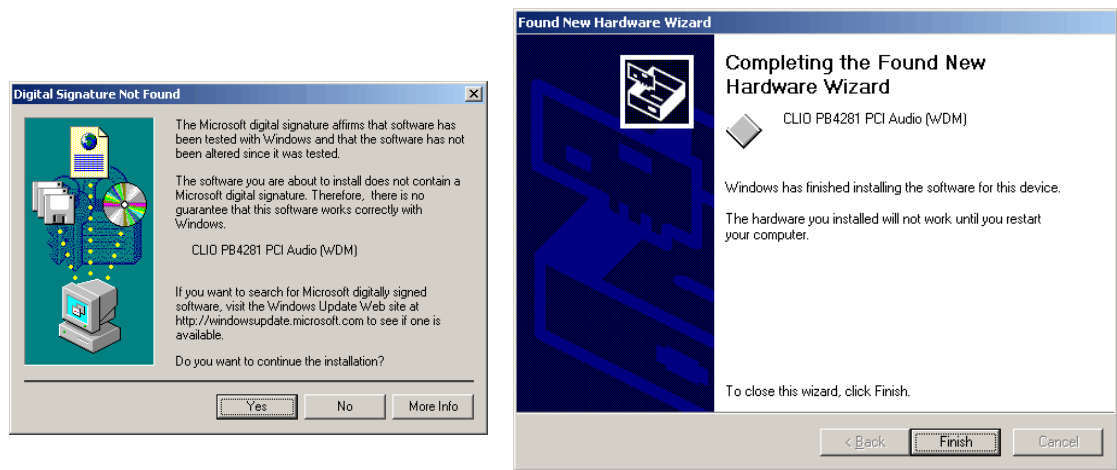 Digital Signature Not Found
The Microsoft digital signature affirms that software has
been tested with Windows and that the software has not
been altered since it was tested.
The software you are about to install does not contain a
Microsoft digital signature. Therefore, there is no
guarantee that this software works correctly with
Windows.
CLIO PB4281 PCI Audio (WDM)
If you want to search for Microsoft digitally signed
software, visit the Windows Update Web site at
http://windowsupdate.microsoft.com to see if one is
available.
Do you want to continue the installation?
Yes
No
More Info
Found New Hardware Wizard
Completing the Found New
Hardware Wizard
CLIO PB4281 PCI Audio (WDM)
Windows has finished installing the software for this device.
The hardware you installed will not work until you restart
your computer.
To close this wizard, click Finish.
< Back
Finish
Cancel